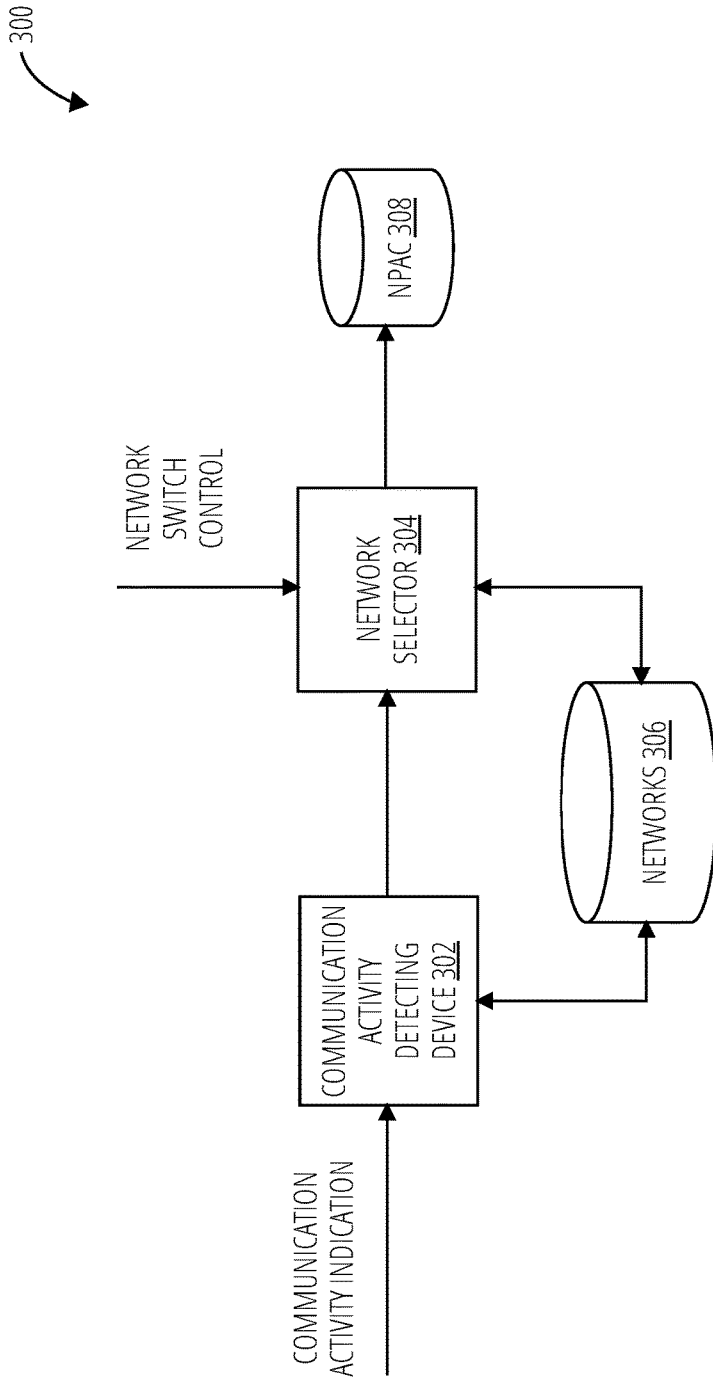 300
COMMUNICATION
ACTIVITY INDICATION
COMMUNICATION
ACTIVITY
DETECTING
DEVICE 302
NETWORK
SWITCH
CONTROL
NETWORK
SELECTOR 304
NPAC 308
NETWORKS 306